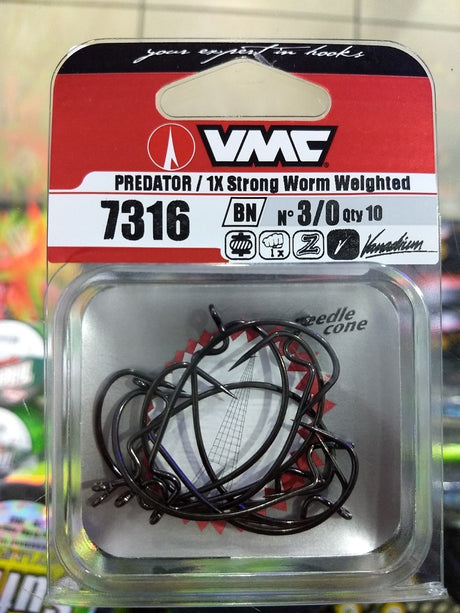 your expert in hooks
VMC
PREDATOR / 1X Strong Worm Weighted
7316 BN N° 3/0 Qty 10
1x Vanadium
needle
cone